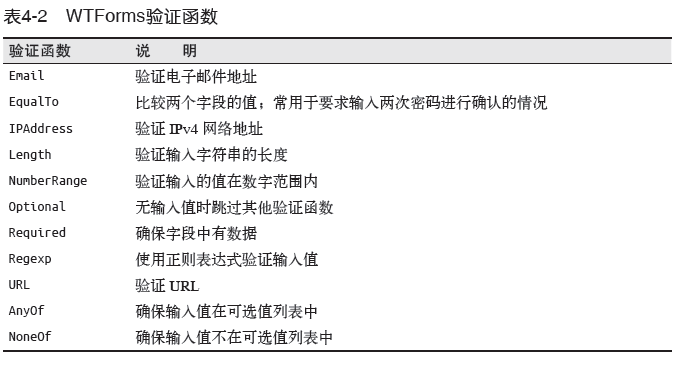 表4-2 WTForms验证函数
验证函数 说 明
Email 验证电子邮件地址
EqualTo 比较两个字段的值；常用于要求输入两次密码进行确认的情况
IPAddress 验证 IPv4 网络地址
Length 验证输入字符串的长度
NumberRange 验证输入的值在数字范围内
Optional 无输入值时跳过其他验证函数
Required 确保字段中有数据
Regexp 使用正则表达式验证输入值
URL 验证 URL
AnyOf 确保输入值在可选值列表中
NoneOf 确保输入值不在可选值列表中